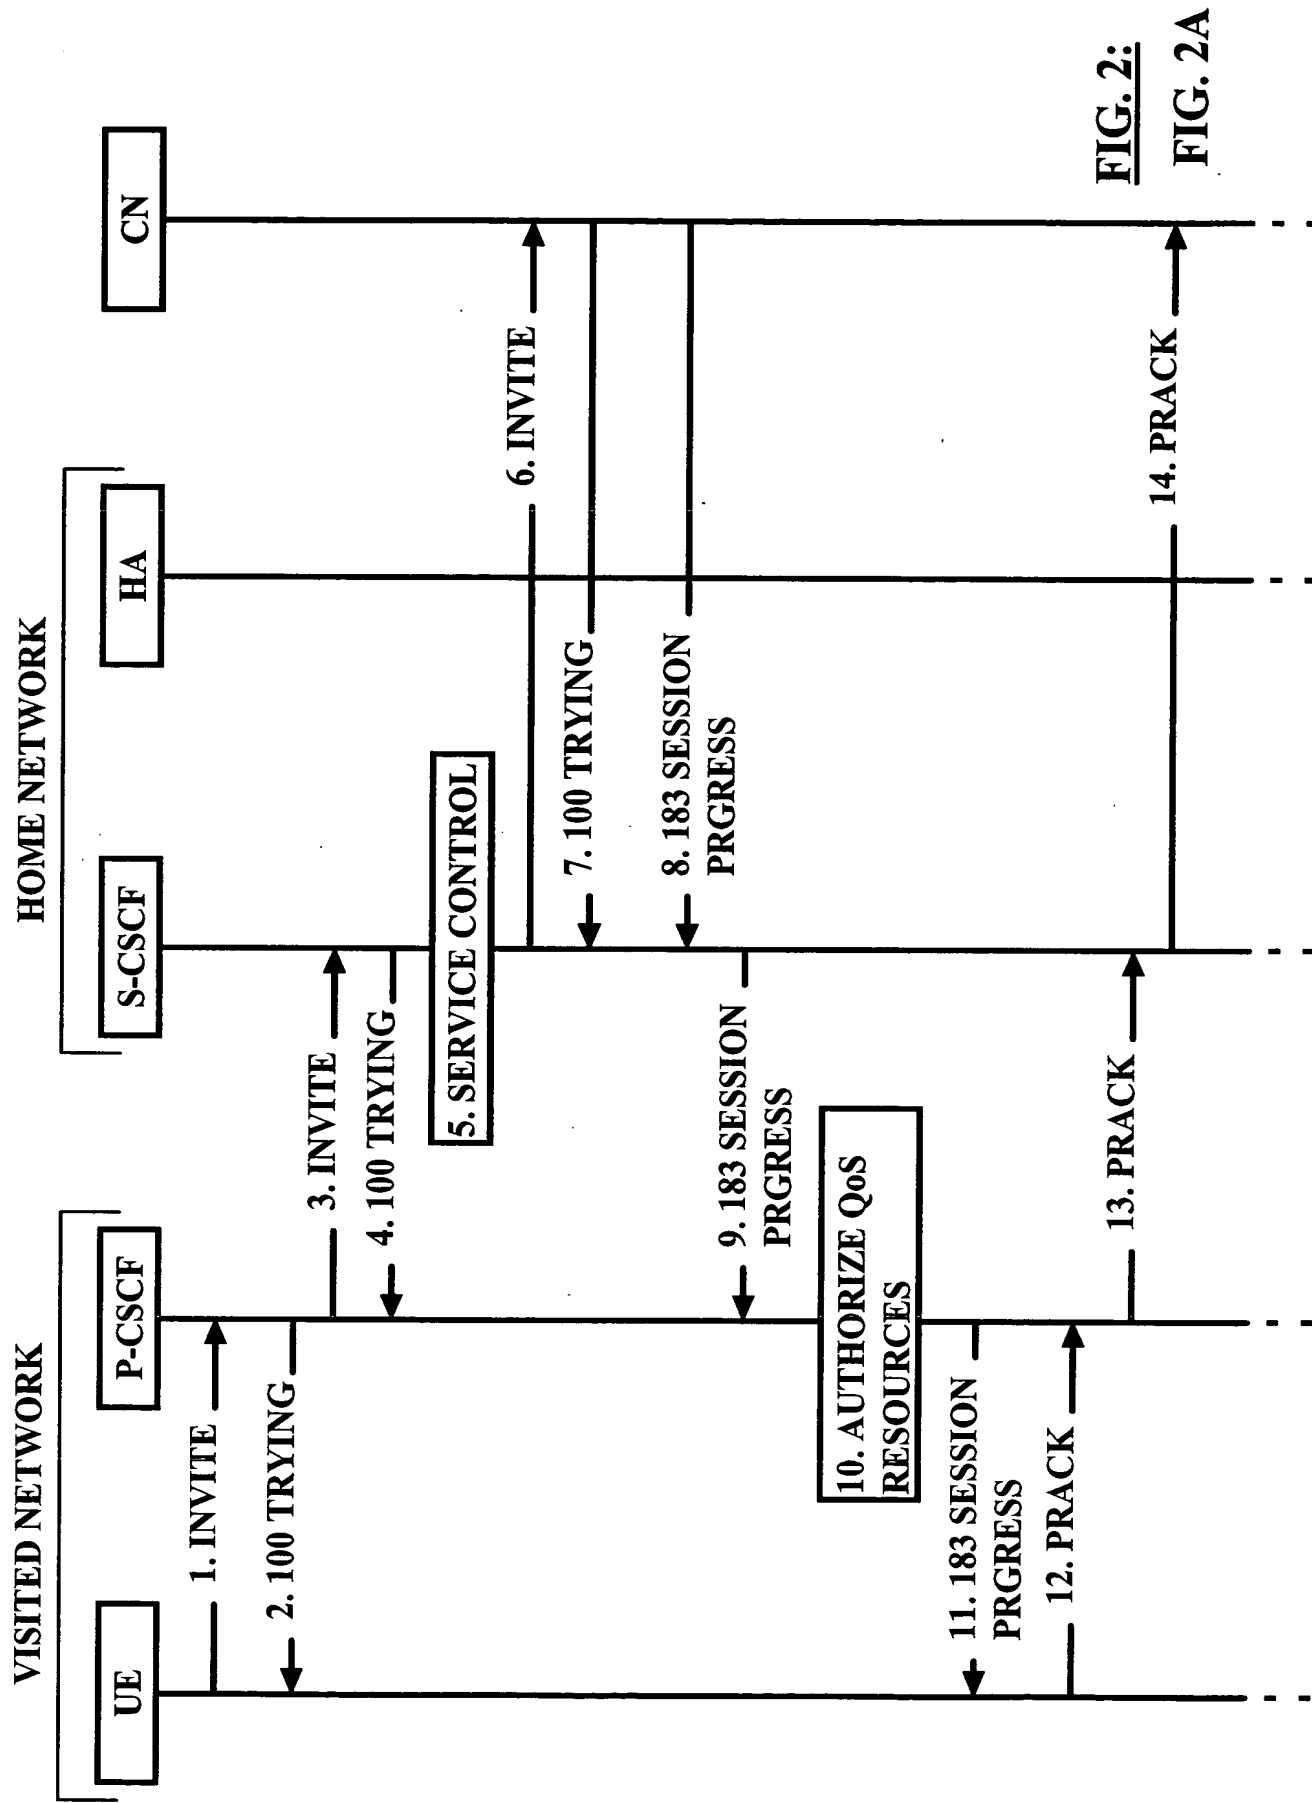 VISITED NETWORK
HOME NETWORK
UE
P-CSCF
S-CSCF
HA
CN
1. INVITE
2. 100 TRYING
3. INVITE
4. 100 TRYING
5. SERVICE CONTROL
6. INVITE
7. 100 TRYING
8. 183 SESSION
PRGRESS
9. 183 SESSION
PRGRESS
10. AUTHORIZE QoS
RESOURCES
11. 183 SESSION
PRGRESS
12. PRACK
13. PRACK
14. PRACK
FIG. 2:
FIG. 2A